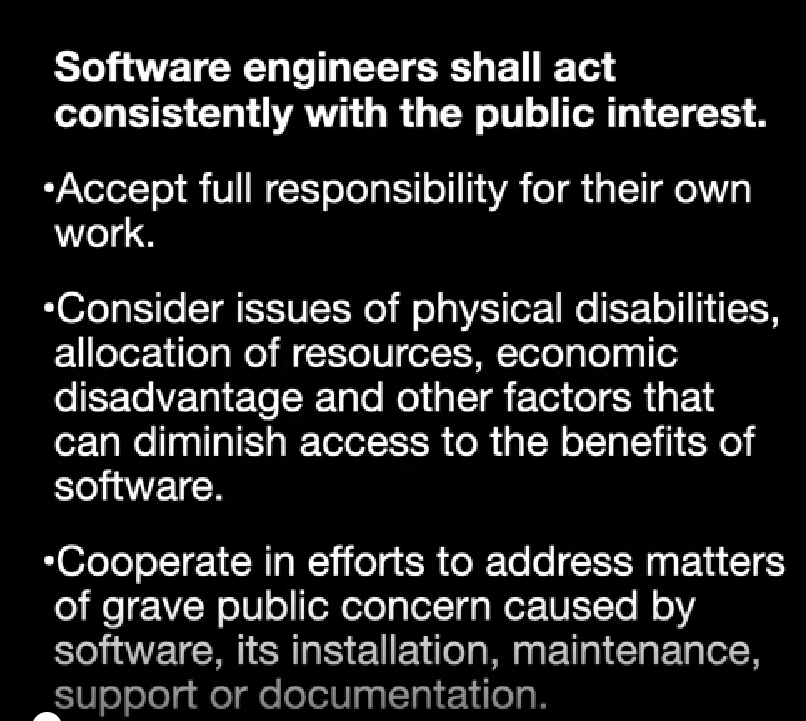 Software engineers shall act
consistently with the public interest.
•Accept full responsibility for their own
work.
•Consider issues of physical disabilities,
allocation of resources, economic
disadvantage and other factors that
can diminish access to the benefits of
software.
•Cooperate in efforts to address matters
of grave public concern caused by
software, its installation, maintenance,
support or documentation.